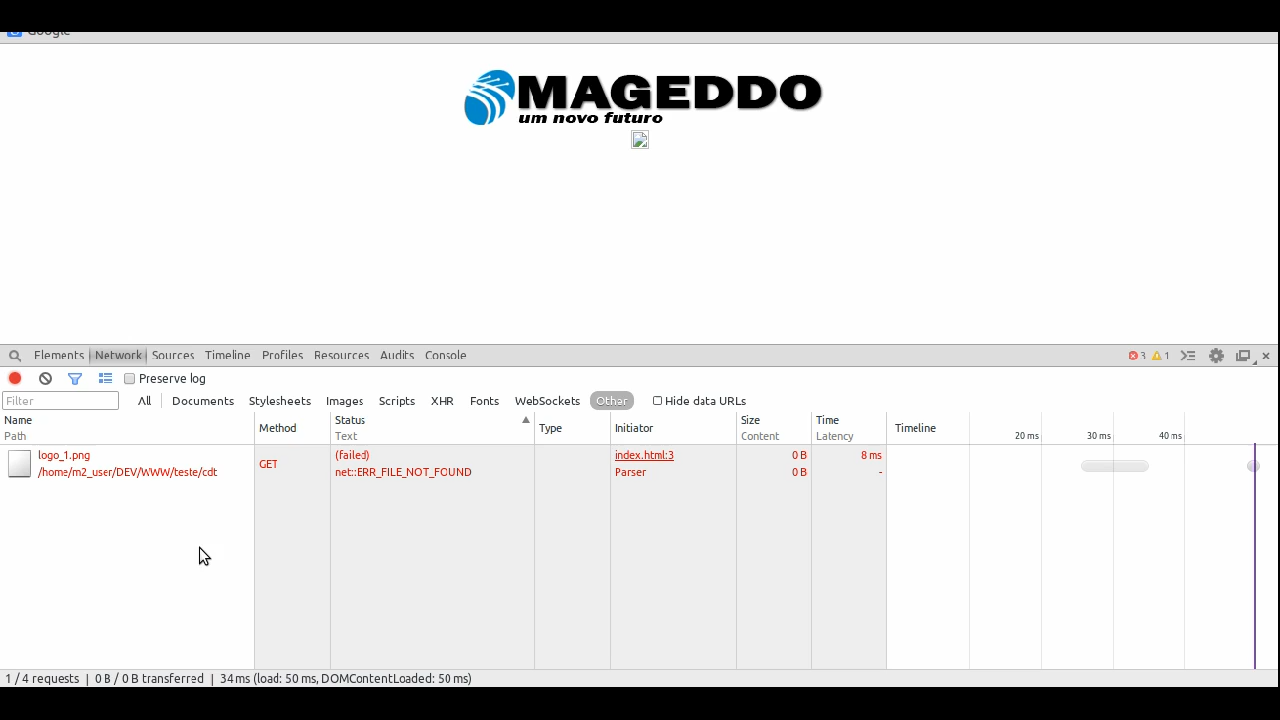 Google
MAGEDDO
um novo futuro
Elements Network Sources Timeline Profiles Resources Audits Console 3 1
Preserve log
Filter All Documents Stylesheets Images Scripts XHR Fonts WebSockets Other Hide data URLs
Name Path Method Status Text Type Initiator Size Content Time Latency Timeline 20 ms 30 ms 40 ms
logo_1.png (failed) index.html:3 0 B 8 ms
GET
/home/m2_user/DEV/WWW/teste/cdt net::ERR_FILE_NOT_FOUND Parser 0 B -
1 / 4 requests | 0 B / 0 B transferred | 34 ms (load: 50 ms, DOMContentLoaded: 50 ms)